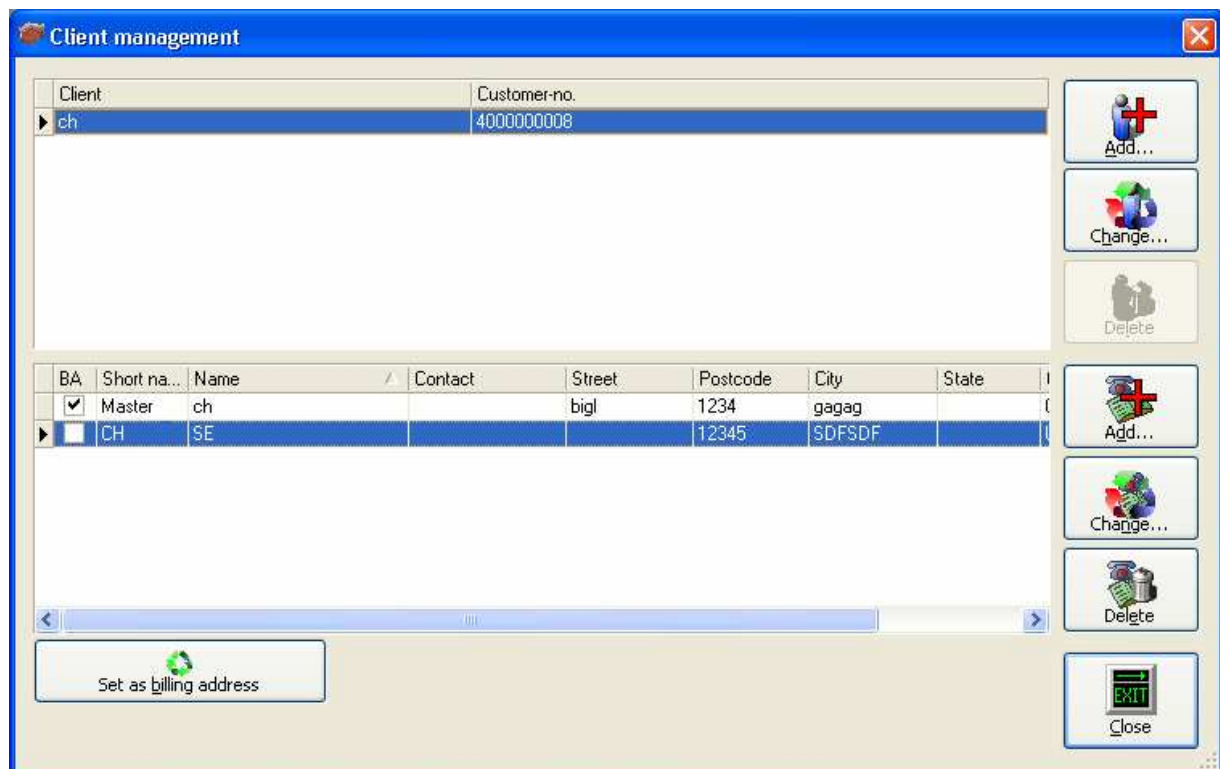 Client management
Client Customer-no.
ch 4000000008
Add...
Change...
Delete
BA Short na... Name Contact Street Postcode City State
Master ch bigl 1234 gagag
CH SE 12345 SDFSDF
Add...
Change...
Delete
Set as billing address
EXIT
Close